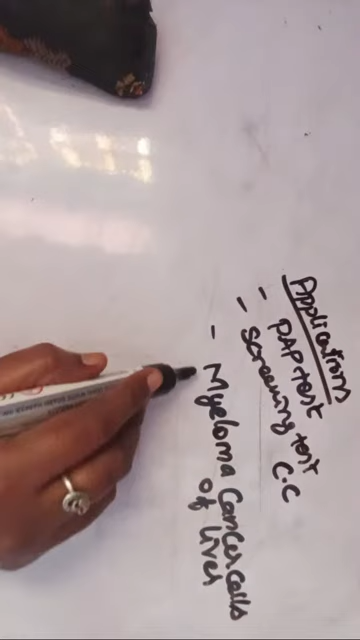 Applications
- PAP test
- Screening test C.C
- Myeloma Cancer cells
of liver